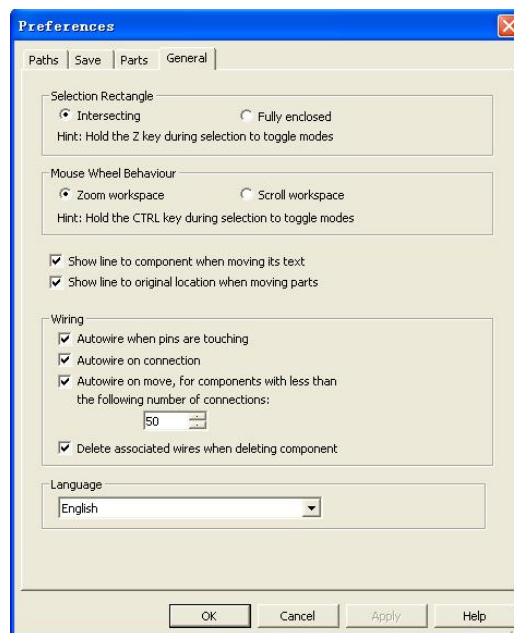 Preferences
Paths Save Parts General
Selection Rectangle
Intersecting Fully enclosed
Hint: Hold the Z key during selection to toggle modes
Mouse Wheel Behaviour
Zoom workspace Scroll workspace
Hint: Hold the CTRL key during selection to toggle modes
Show line to component when moving its text
Show line to original location when moving parts
Wiring
Autowire when pins are touching
Autowire on connection
Autowire on move, for components with less than
the following number of connections:
50
Delete associated wires when deleting component
Language
English
OK Cancel Apply Help